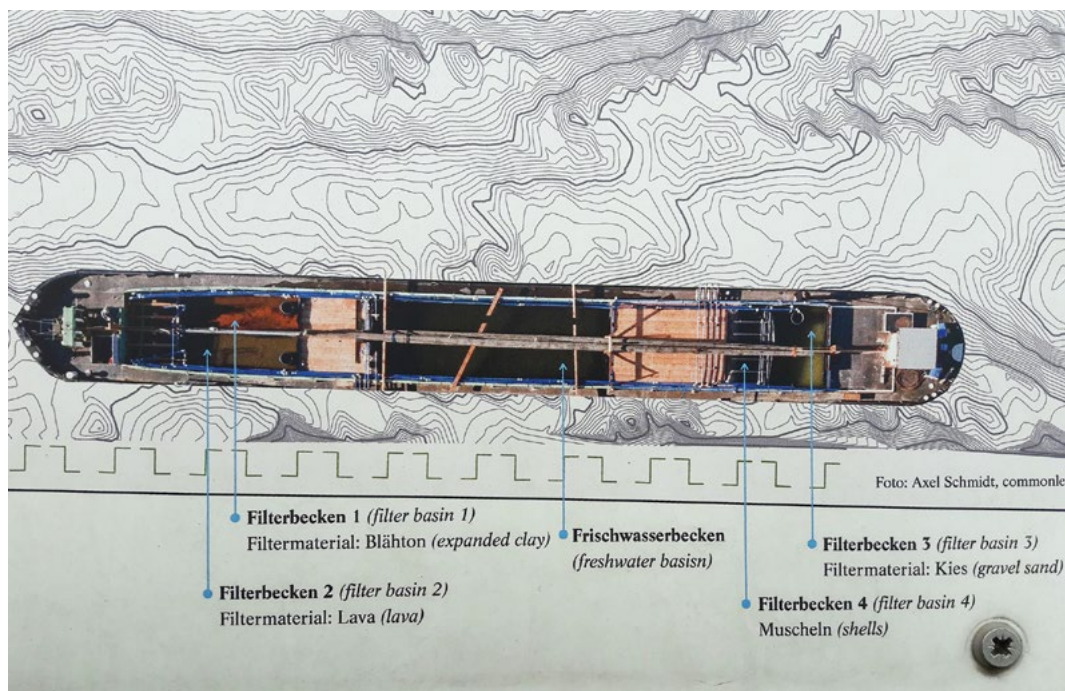 Foto: Axel Schmidt, commonle
Filterbecken 1 (filter basin 1)
Filtermaterial: Blähton (expanded clay)
Filterbecken 2 (filter basin 2)
Filtermaterial: Lava (lava)
Frischwasserbecken
(freshwater basisn)
Filterbecken 3 (filter basin 3)
Filtermaterial: Kies (gravel sand)
Filterbecken 4 (filter basin 4)
Muscheln (shells)